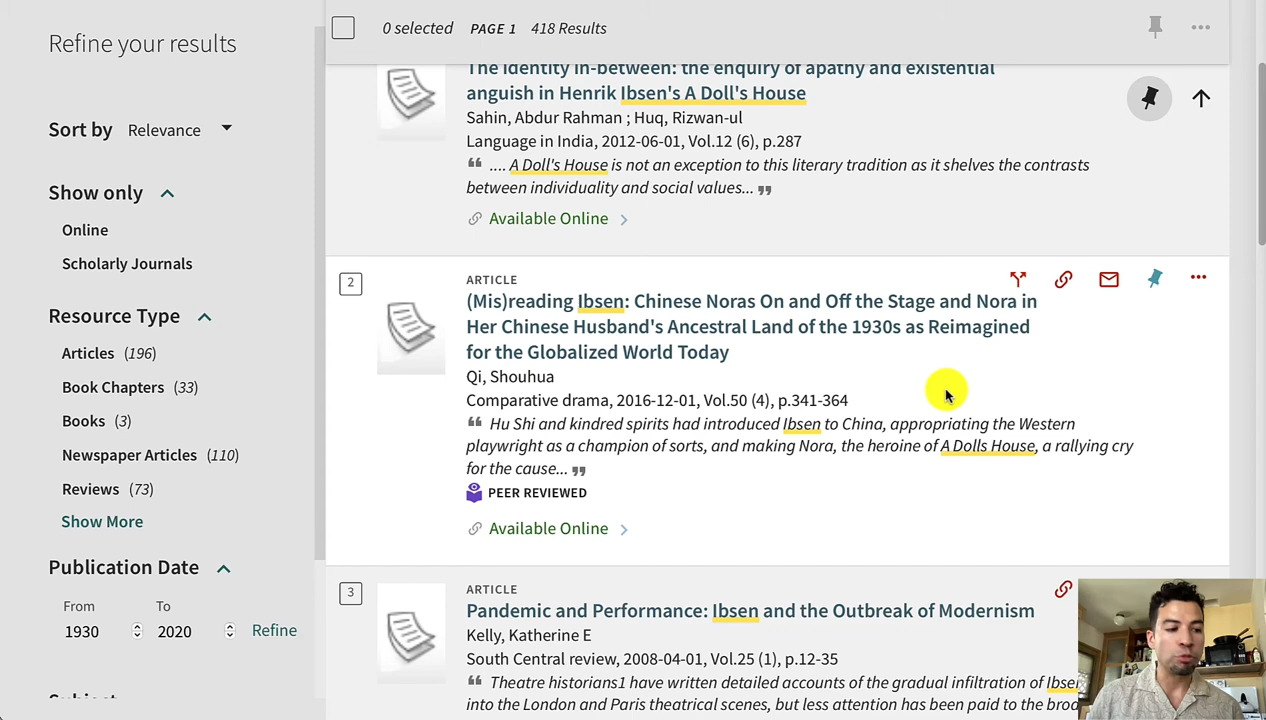 Refine your results
Sort by Relevance
Show only
Online
Scholarly Journals
Resource Type
Articles (196)
Book Chapters (33)
Books (3)
Newspaper Articles (110)
Reviews (73)
Show More
Publication Date
From To
1930 2020 Refine
Subject
0 selected PAGE 1 418 Results
The identity in-between: the enquiry of apathy and existential
anguish in Henrik Ibsen's A Doll's House
Sahin, Abdur Rahman ; Huq, Rizwan-ul
Language in India, 2012-06-01, Vol.12 (6), p.287
❝ .... A Doll's House is not an exception to this literary tradition as it shelves the contrasts
between individuality and social values... ❞
Available Online
2
ARTICLE
(Mis)reading Ibsen: Chinese Noras On and Off the Stage and Nora in
Her Chinese Husband's Ancestral Land of the 1930s as Reimagined
for the Globalized World Today
Qi, Shouhua
Comparative drama, 2016-12-01, Vol.50 (4), p.341-364
❝ Hu Shi and kindred spirits had introduced Ibsen to China, appropriating the Western
playwright as a champion of sorts, and making Nora, the heroine of A Dolls House, a rallying cry
for the cause... ❞
PEER REVIEWED
Available Online
3
ARTICLE
Pandemic and Performance: Ibsen and the Outbreak of Modernism
Kelly, Katherine E
South Central review, 2008-04-01, Vol.25 (1), p.12-35
❝ Theatre historians1 have written detailed accounts of the gradual infiltration of Ibsen
into the London and Paris theatrical scenes, but less attention has been paid to the